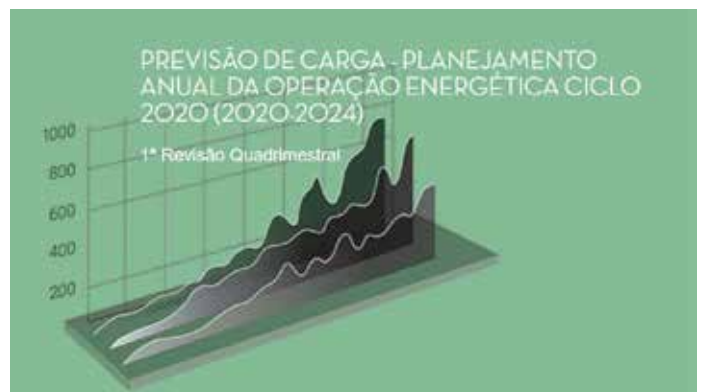 PREVISÃO DE CARGA - PLANEJAMENTO
ANUAL DA OPERAÇÃO ENERGÉTICA CICLO
2020 (2020-2024)
1ª Revisão Quadrimestral
1000
800
600
400
200